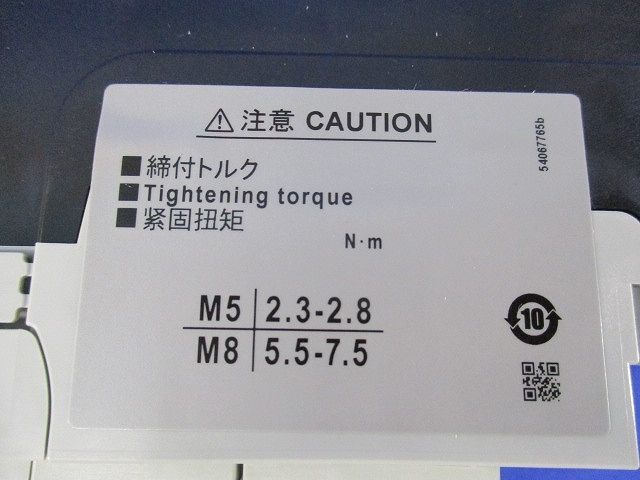 ⚠注意 CAUTION
■締付トルク
■Tightening torque
■紧固扭矩
N·m
M5 2.3-2.8
M8 5.5-7.5
10
54067765b